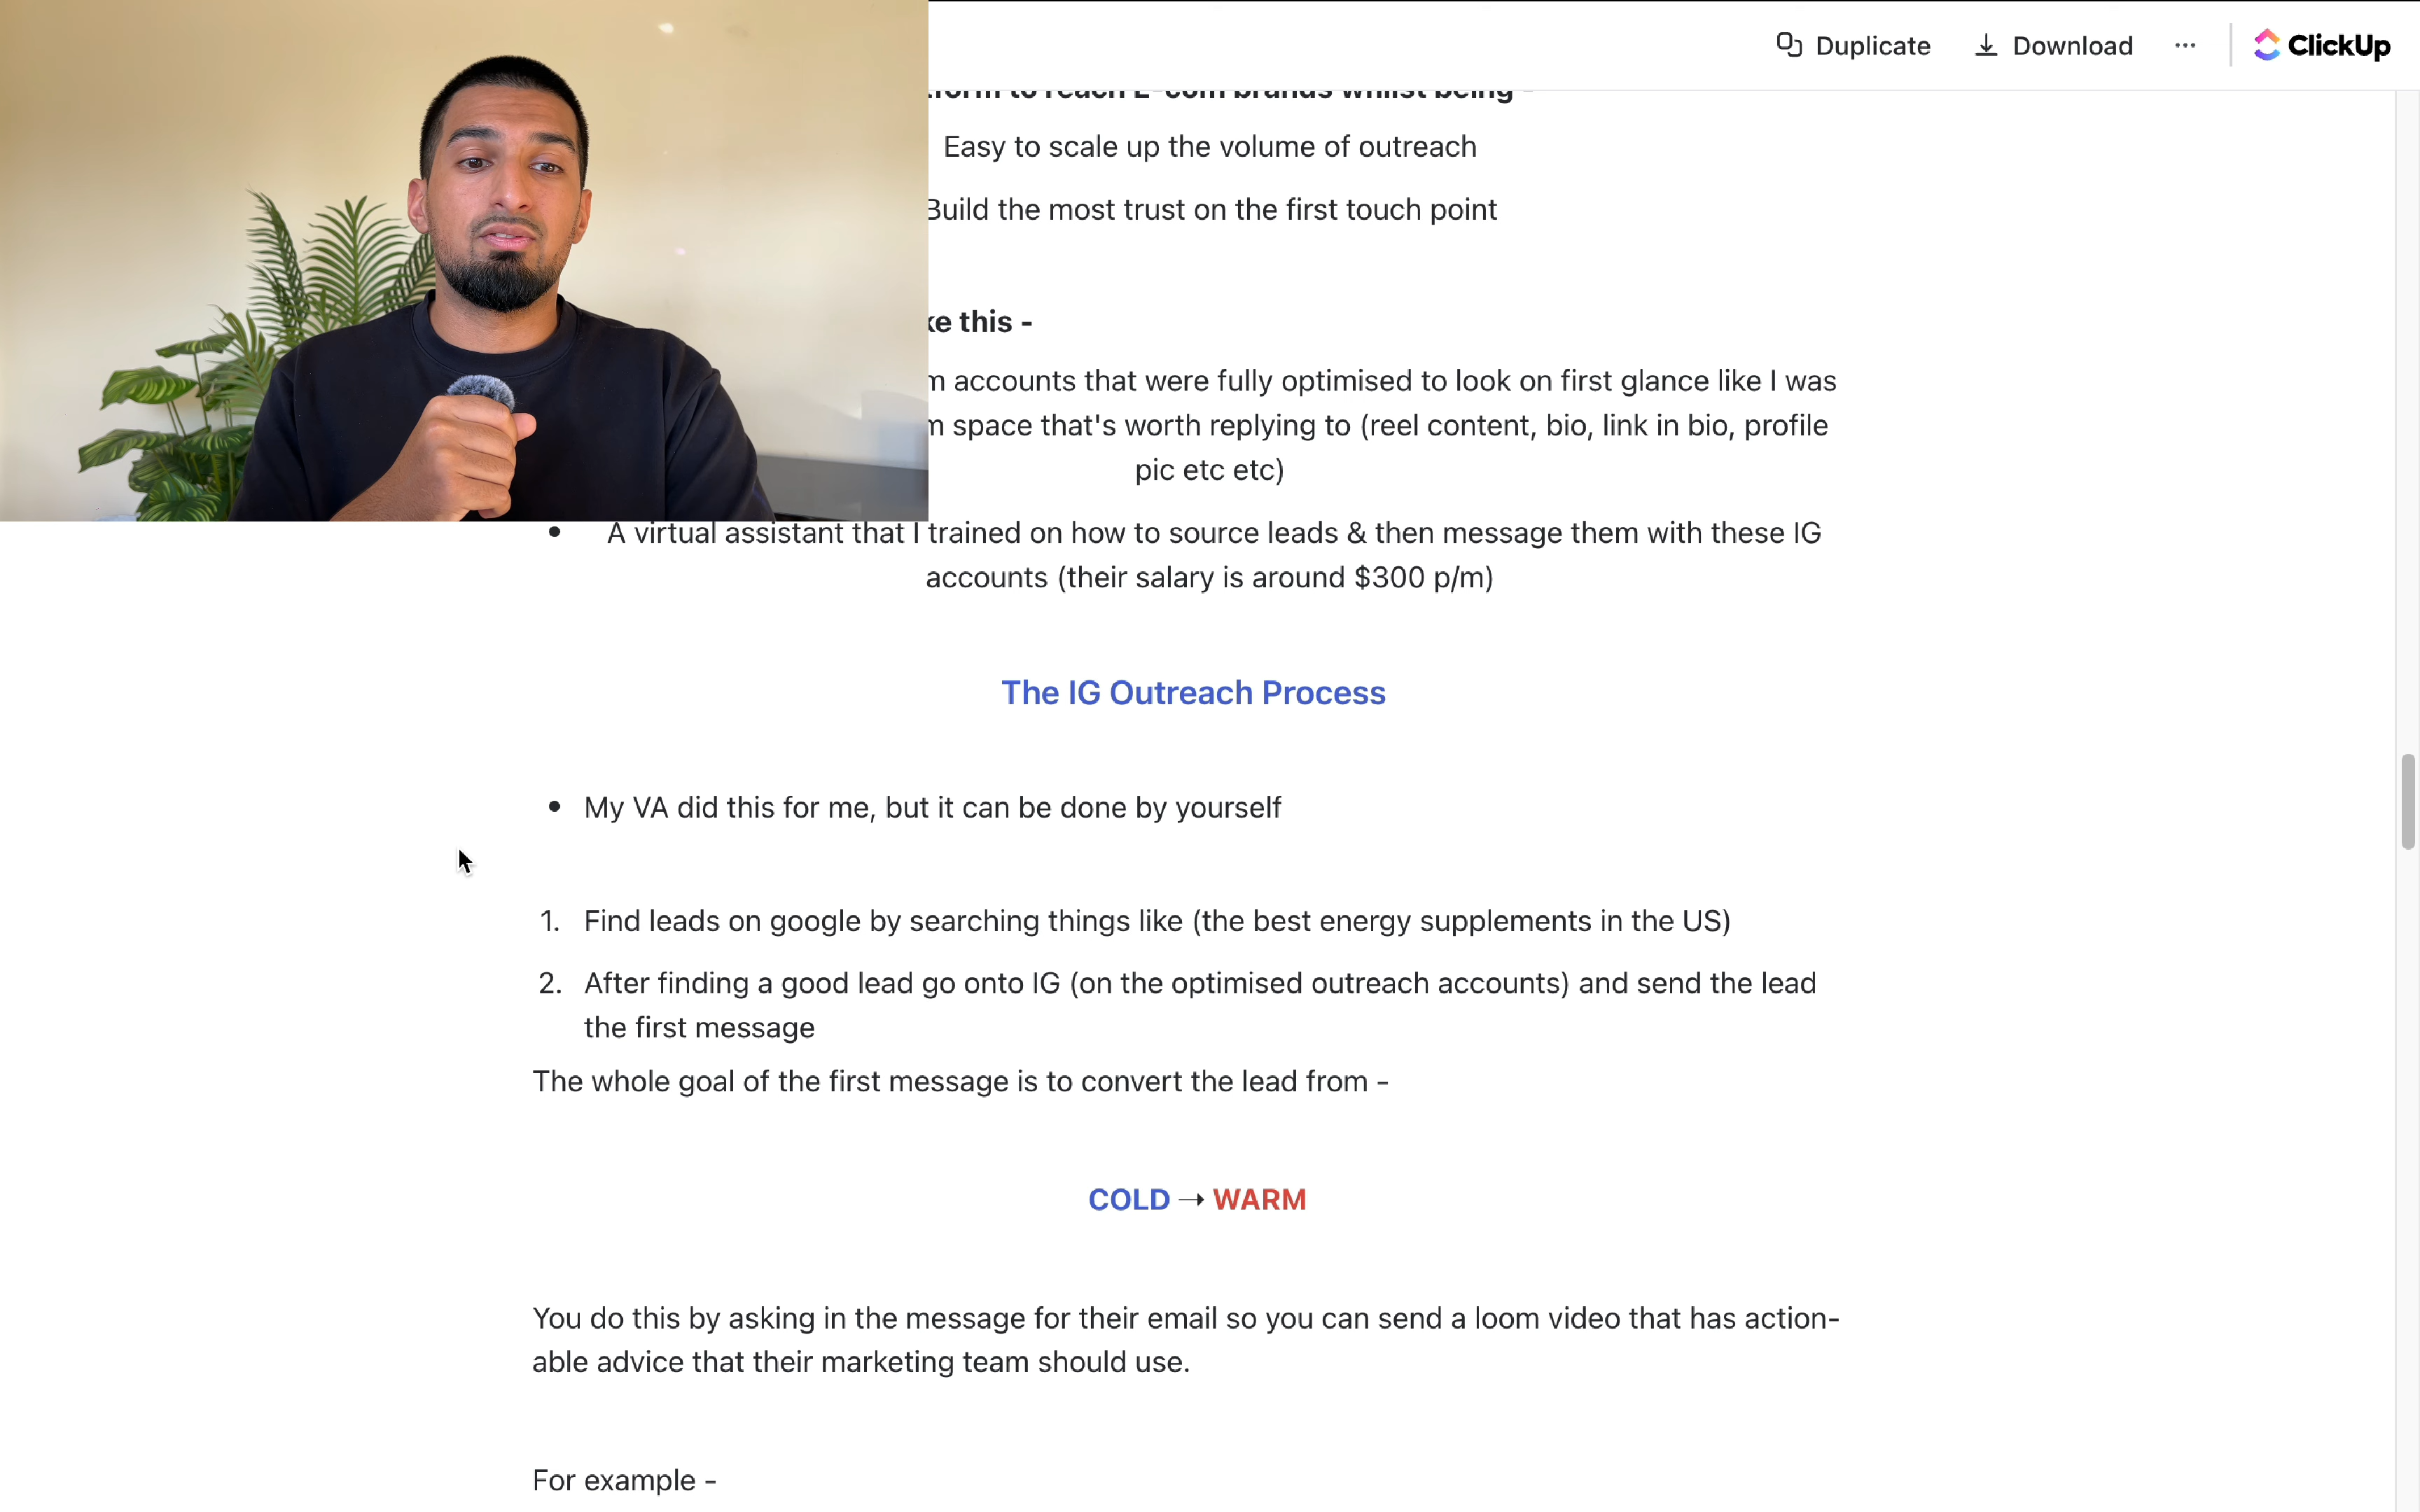 Duplicate
Download
ClickUp
to reach E-com brands whilst being -
Easy to scale up the volume of outreach
Build the most trust on the first touch point
this -
accounts that were fully optimised to look on first glance like I was
space that's worth replying to (reel content, bio, link in bio, profile
pic etc etc)
• A virtual assistant that I trained on how to source leads & then message them with these IG
accounts (their salary is around $300 p/m)
The IG Outreach Process
• My VA did this for me, but it can be done by yourself
1. Find leads on google by searching things like (the best energy supplements in the US)
2. After finding a good lead go onto IG (on the optimised outreach accounts) and send the lead
the first message
The whole goal of the first message is to convert the lead from -
COLD → WARM
You do this by asking in the message for their email so you can send a loom video that has action-
able advice that their marketing team should use.
For example -